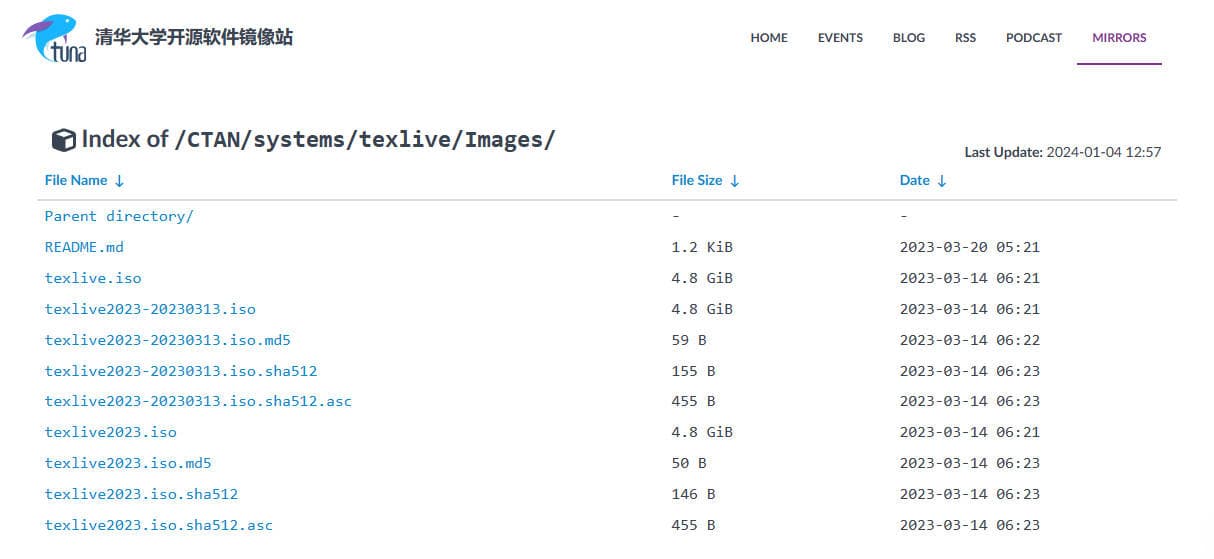 tuna 清华大学开源软件镜像站 HOME EVENTS BLOG RSS PODCAST MIRRORS
Index of /CTAN/systems/texlive/Images/
Last Update: 2024-01-04 12:57
File Name ↓ File Size ↓ Date ↓
Parent directory/ - -
README.md 1.2 KiB 2023-03-20 05:21
texlive.iso 4.8 GiB 2023-03-14 06:21
texlive2023-20230313.iso 4.8 GiB 2023-03-14 06:21
texlive2023-20230313.iso.md5 59 B 2023-03-14 06:22
texlive2023-20230313.iso.sha512 155 B 2023-03-14 06:23
texlive2023-20230313.iso.sha512.asc 455 B 2023-03-14 06:23
texlive2023.iso 4.8 GiB 2023-03-14 06:21
texlive2023.iso.md5 50 B 2023-03-14 06:23
texlive2023.iso.sha512 146 B 2023-03-14 06:23
texlive2023.iso.sha512.asc 455 B 2023-03-14 06:23